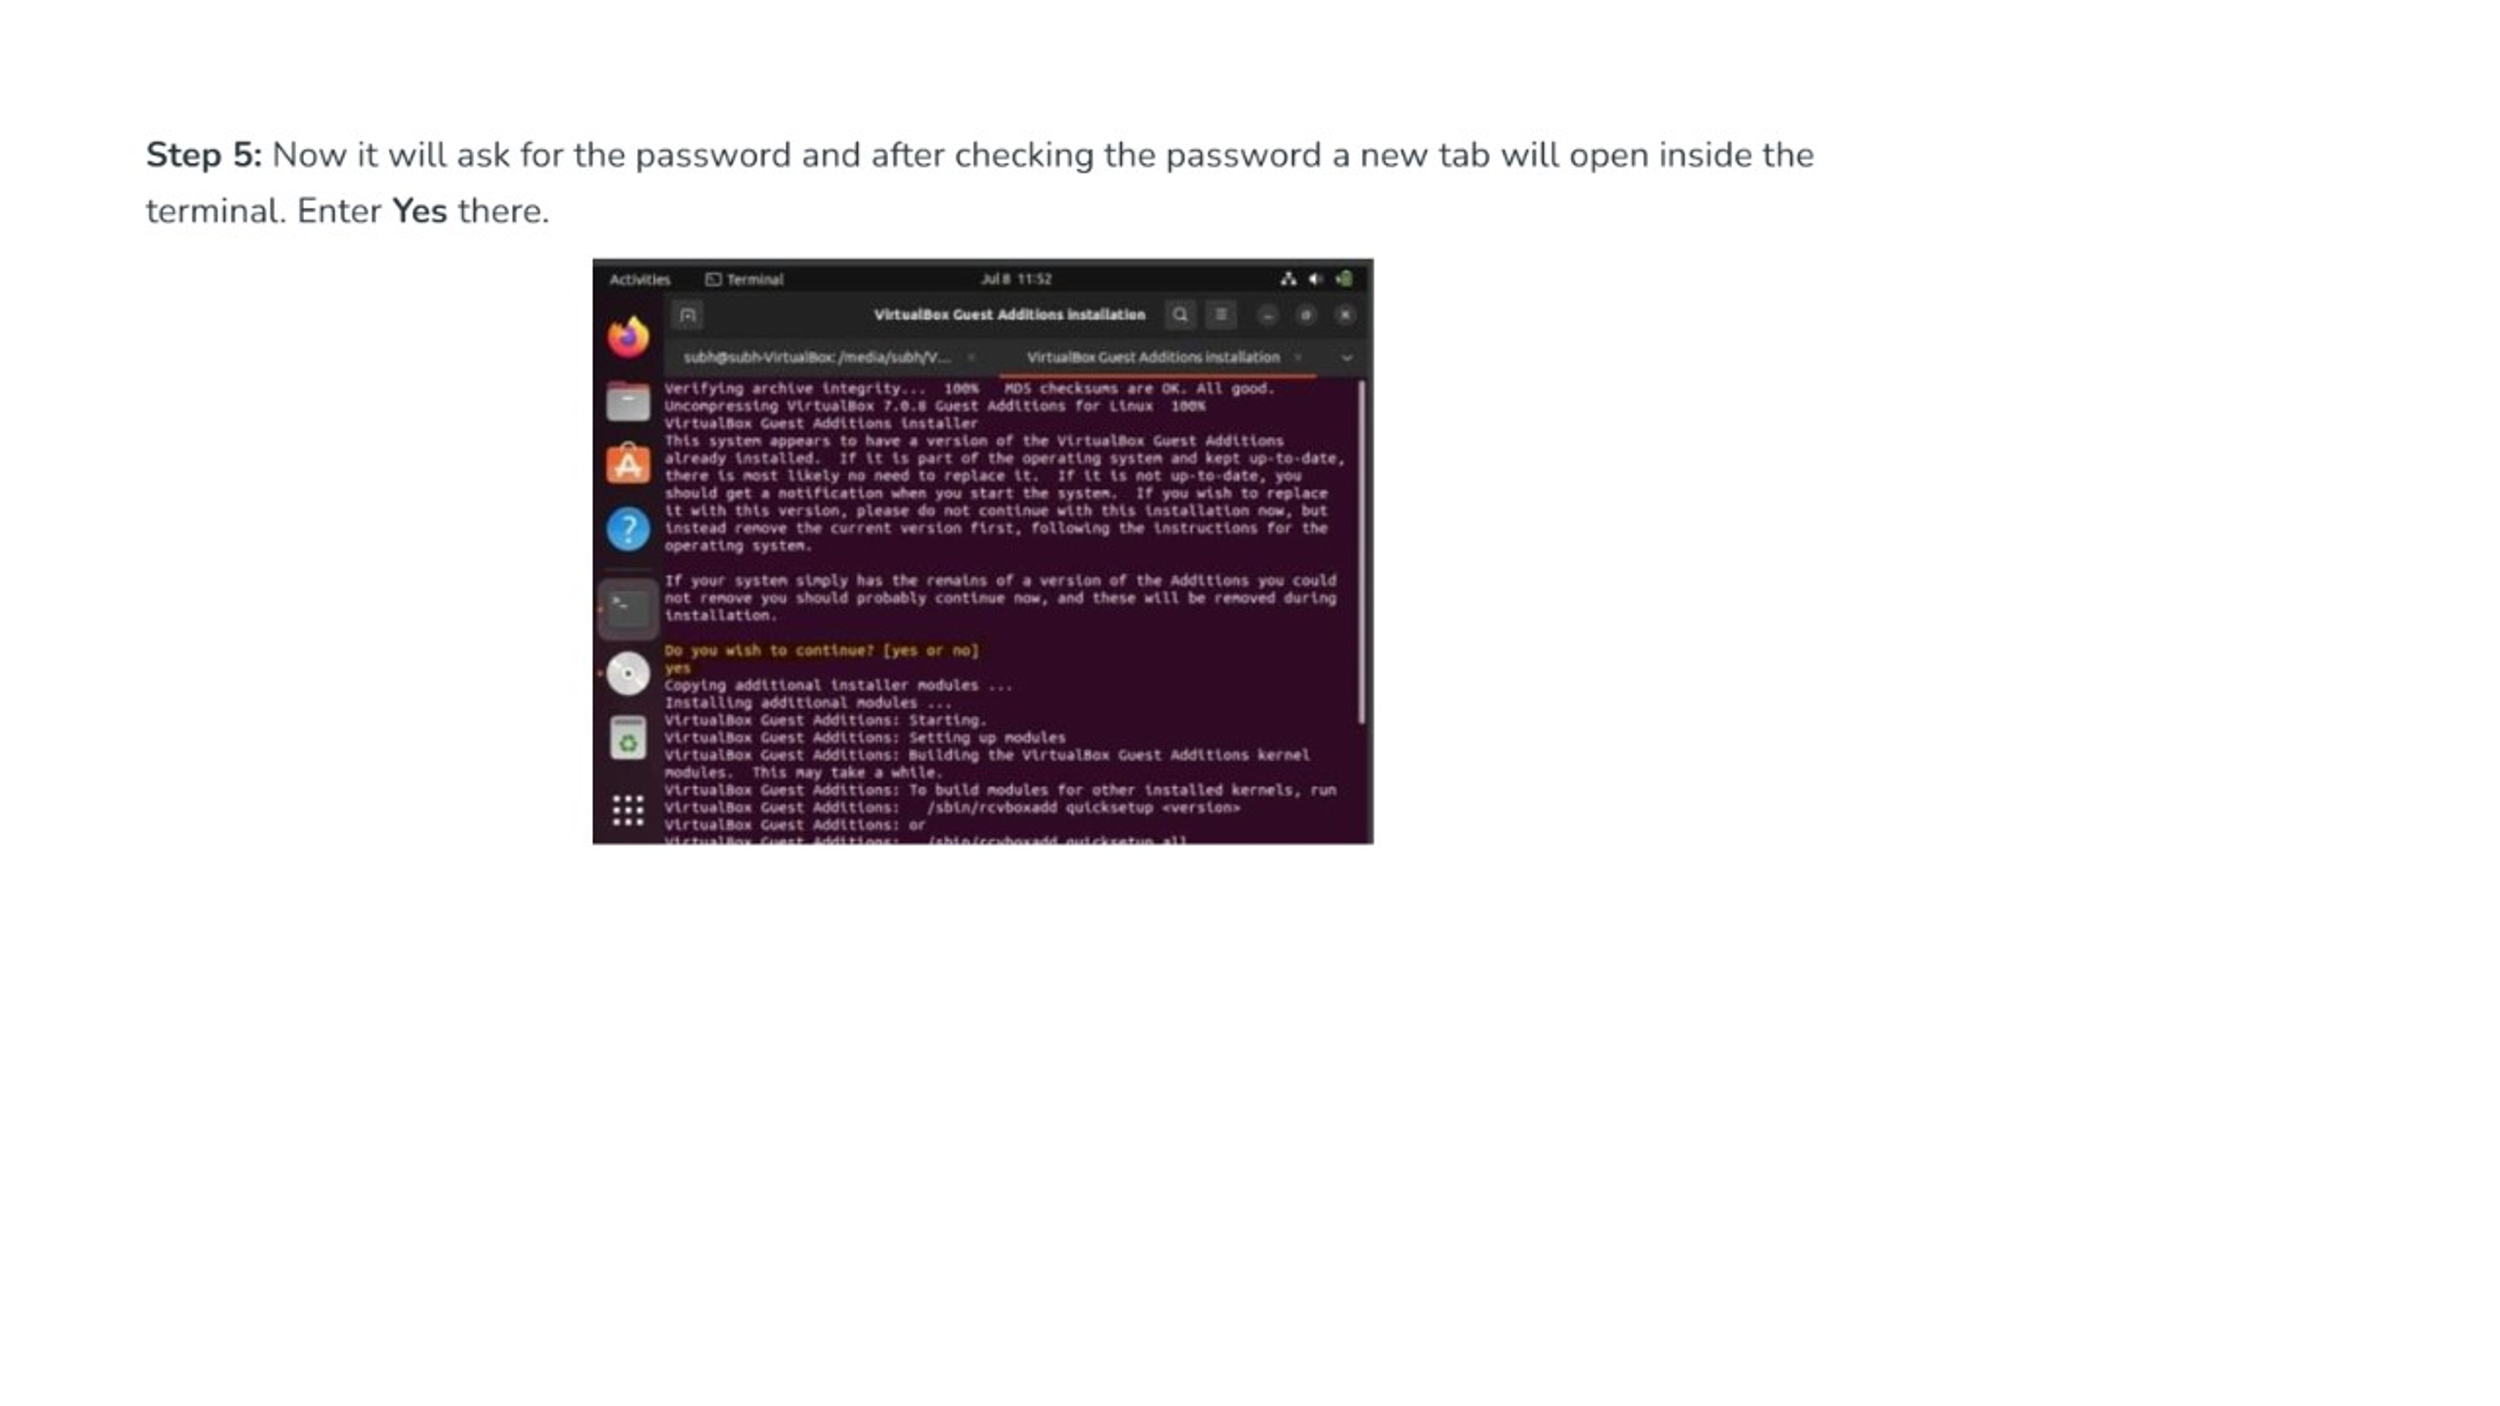 Step 5: Now it will ask for the password and after checking the password a new tab will open inside the
terminal. Enter Yes there.
Activities Terminal Jul 8 11:52
VirtualBox Guest Additions installation
subh@subh-VirtualBox: /media/subh/V... VirtualBox Guest Additions installation
Verifying archive integrity... 100% MD5 checksums are OK. All good.
Uncompressing VirtualBox 7.0.8 Guest Additions for Linux 100%
VirtualBox Guest Additions installer
This system appears to have a version of the VirtualBox Guest Additions
already installed. If it is part of the operating system and kept up-to-date,
there is most likely no need to replace it. If it is not up-to-date, you
should get a notification when you start the system. If you wish to replace
it with this version, please do not continue with this installation now, but
instead remove the current version first, following the instructions for the
operating system.
If your system simply has the remains of a version of the Additions you could
not remove you should probably continue now, and these will be removed during
installation.
Do you wish to continue? [yes or no]
yes
Copying additional installer modules ...
Installing additional modules ...
VirtualBox Guest Additions: Starting.
VirtualBox Guest Additions: Setting up modules
VirtualBox Guest Additions: Building the VirtualBox Guest Additions kernel
modules. This may take a while.
VirtualBox Guest Additions: To build modules for other installed kernels, run
VirtualBox Guest Additions: /sbin/rcvboxadd quicksetup <version>
VirtualBox Guest Additions: or
VirtualBox Guest Additions: /sbin/rcvboxadd quicksetup all